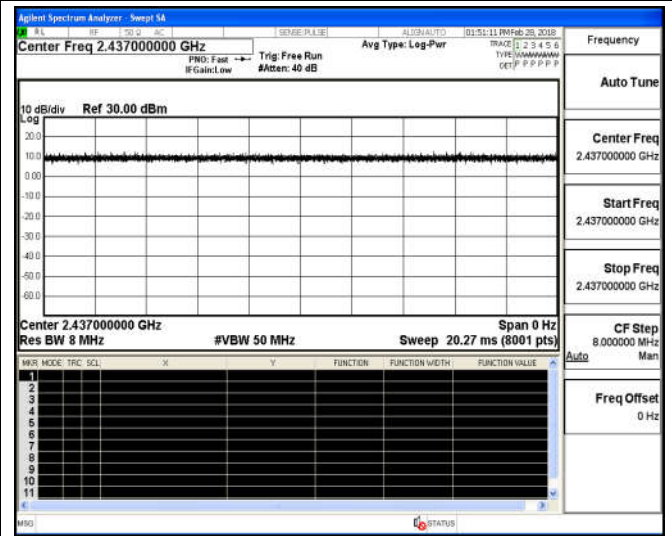 Agilent Spectrum Analyzer - Swept SA
RL RF 50 Ω AC SENSE:PULSE ALIGNAUTO 01:51:11 PM Feb 28, 2018
Center Freq 2.437000000 GHz
PNO: Fast
IFGain:Low
Trig: Free Run
#Atten: 40 dB
Avg Type: Log-Pwr
TRACE 1 2 3 4 5 6
TYPE
DET P P P P P P
Frequency
Auto Tune
10 dB/div Ref 30.00 dBm
Log
20.0
10.0
0.00
-10.0
-20.0
-30.0
-40.0
-50.0
-60.0
Center 2.437000000 GHz Span 0 Hz
Res BW 8 MHz #VBW 50 MHz Sweep 20.27 ms (8001 pts)
Center Freq
2.437000000 GHz
Start Freq
2.437000000 GHz
Stop Freq
2.437000000 GHz
CF Step
8.000000 MHz
Auto Man
Freq Offset
0 Hz
MKR MODE TRC SCL X Y FUNCTION FUNCTION WIDTH FUNCTION VALUE
1
2
3
4
5
6
7
8
9
10
11
MSG STATUS